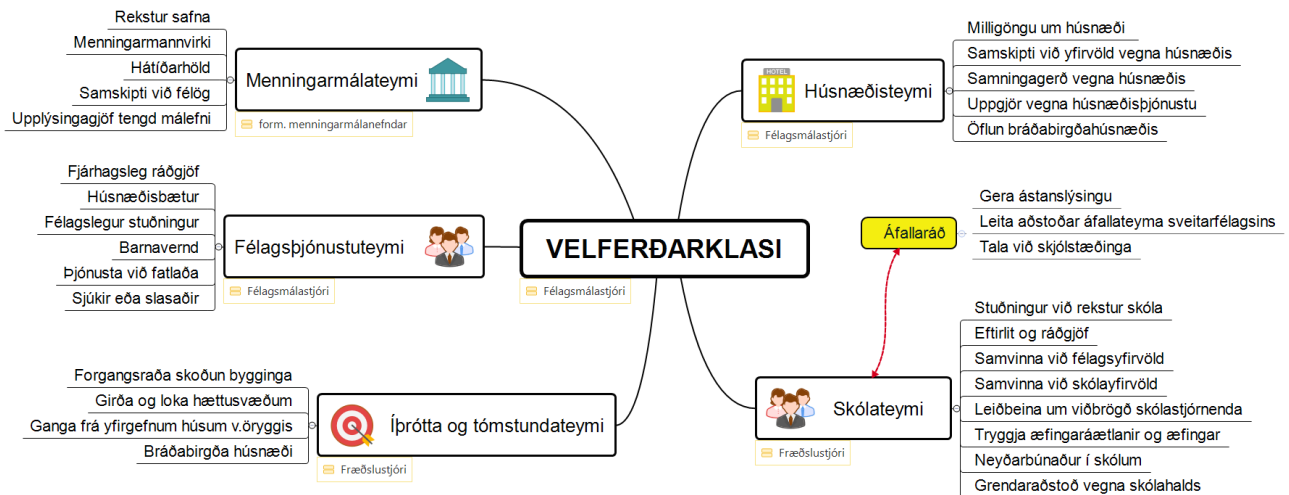 Rekstur safna
Menningarmannvirki
Hátíðarhöld
Samskipti við félög
Upplýsingagjöf tengd málefni
Menningarmálateymi
form. menningarmálanefndar
Fjárhagsleg ráðgjöf
Húsnæðisbætur
Félagslegur stuðningur
Barnavernd
Þjónusta við fatlaða
Sjúkir eða slasaðir
Félagsþjónustuteymi
Félagsmálastjóri
Forgangsraða skoðun bygginga
Girða og loka hættusvæðum
Ganga frá yfirgefnum húsum v.öryggis
Bráðabirgða húsnæði
Íþrótta og tómstundateymi
Fræðslustjóri
VELFERÐARKLASI
Félagsmálastjóri
HOTEL
Húsnæðisteymi
Félagsmálastjóri
Milligöngu um húsnæði
Samskipti við yfirvöld vegna húsnæðis
Samningagerð vegna húsnæðis
Uppgjör vegna húsnæðisþjónustu
Öflun bráðabirgðahúsnæðis
Áfallaráð
Gera ástanslýsingu
Leita aðstoðar áfallateyma sveitarfélagsins
Tala við skjólstæðinga
Skólateymi
Fræðslustjóri
Stuðningur við rekstur skóla
Eftirlit og ráðgjöf
Samvinna við félagsyfirvöld
Samvinna við skólayfirvöld
Leiðbeina um viðbrögð skólastjórnenda
Tryggja æfingaráætlanir og æfingar
Neyðarbúnaður í skólum
Grendaraðstoð vegna skólahalds